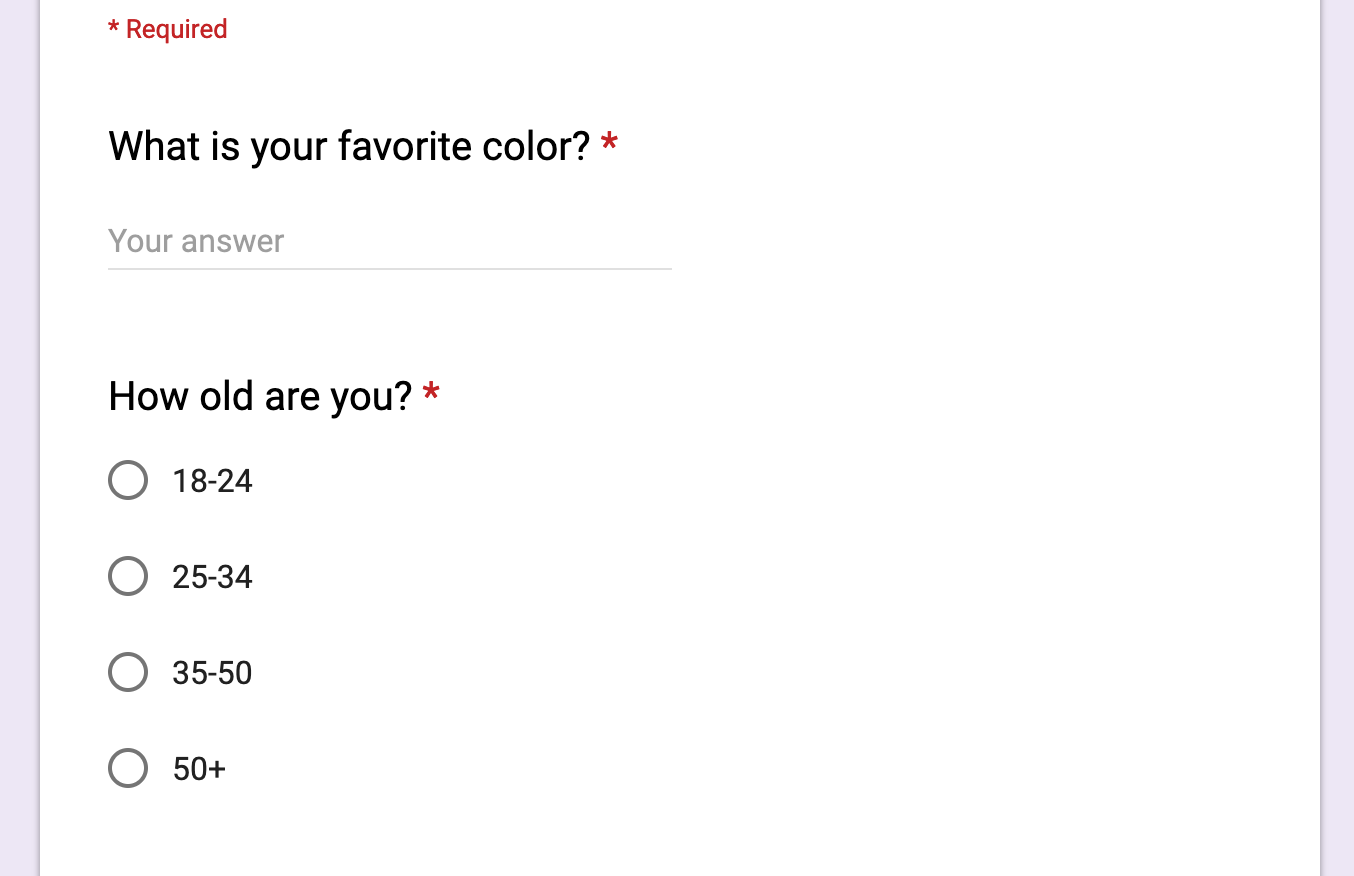 * Required
What is your favorite color? *
Your answer
How old are you? *
18-24
25-34
35-50
50+